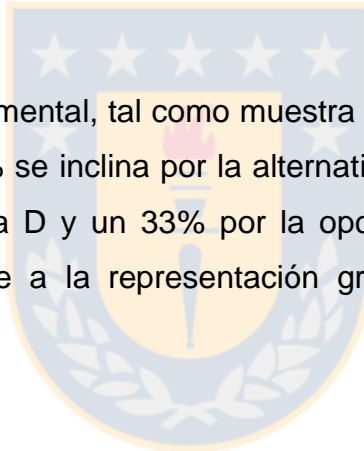 mental, tal como muestra
se inclina por la alternati
a D y un 33% por la opc
e a la representación gr